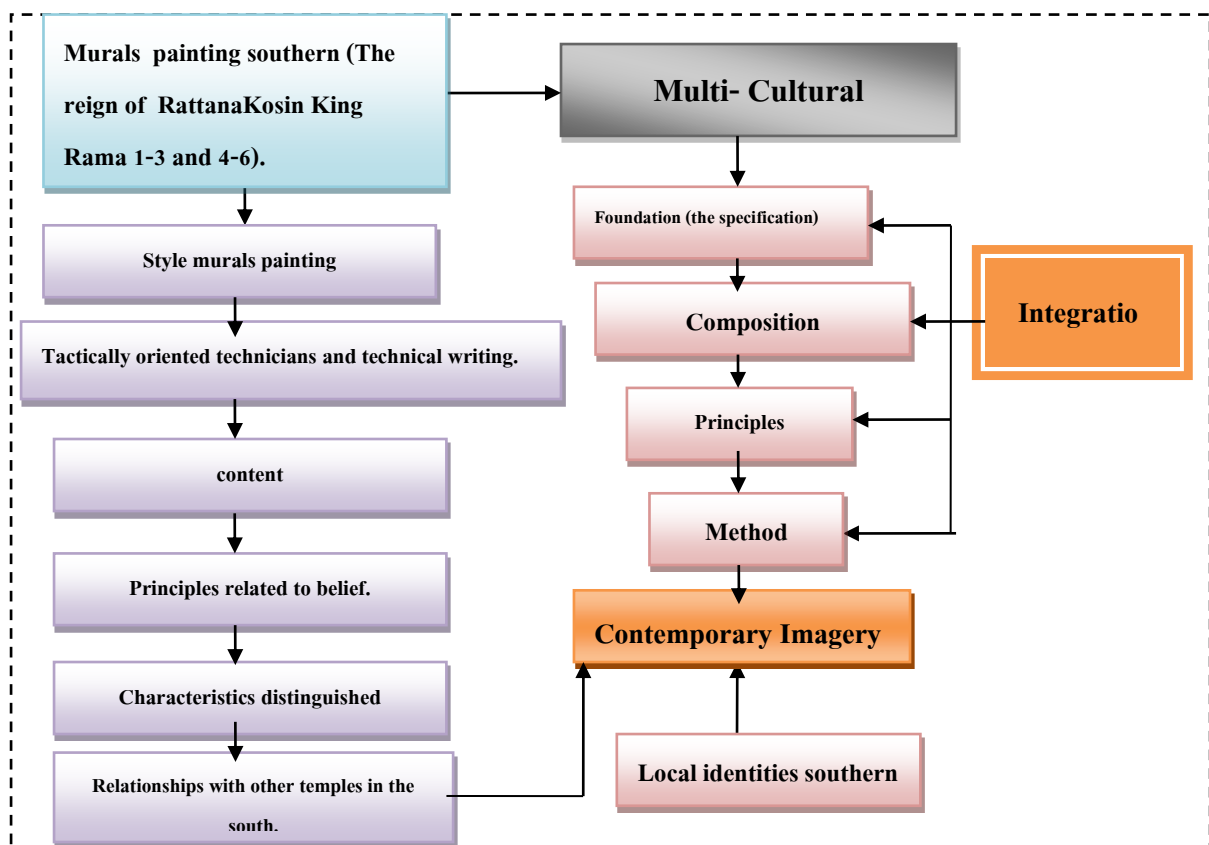 Murals painting southern (The
reign of RattanaKosin King
Rama 1-3 and 4-6).
Style murals painting
Tactically oriented technicians and technical writing.
content
Principles related to belief.
Characteristics distinguished
Relationships with other temples in the
south.
Multi- Cultural
Foundation (the specification)
Composition
Principles
Method
Contemporary Imagery
Local identities southern
Integratio